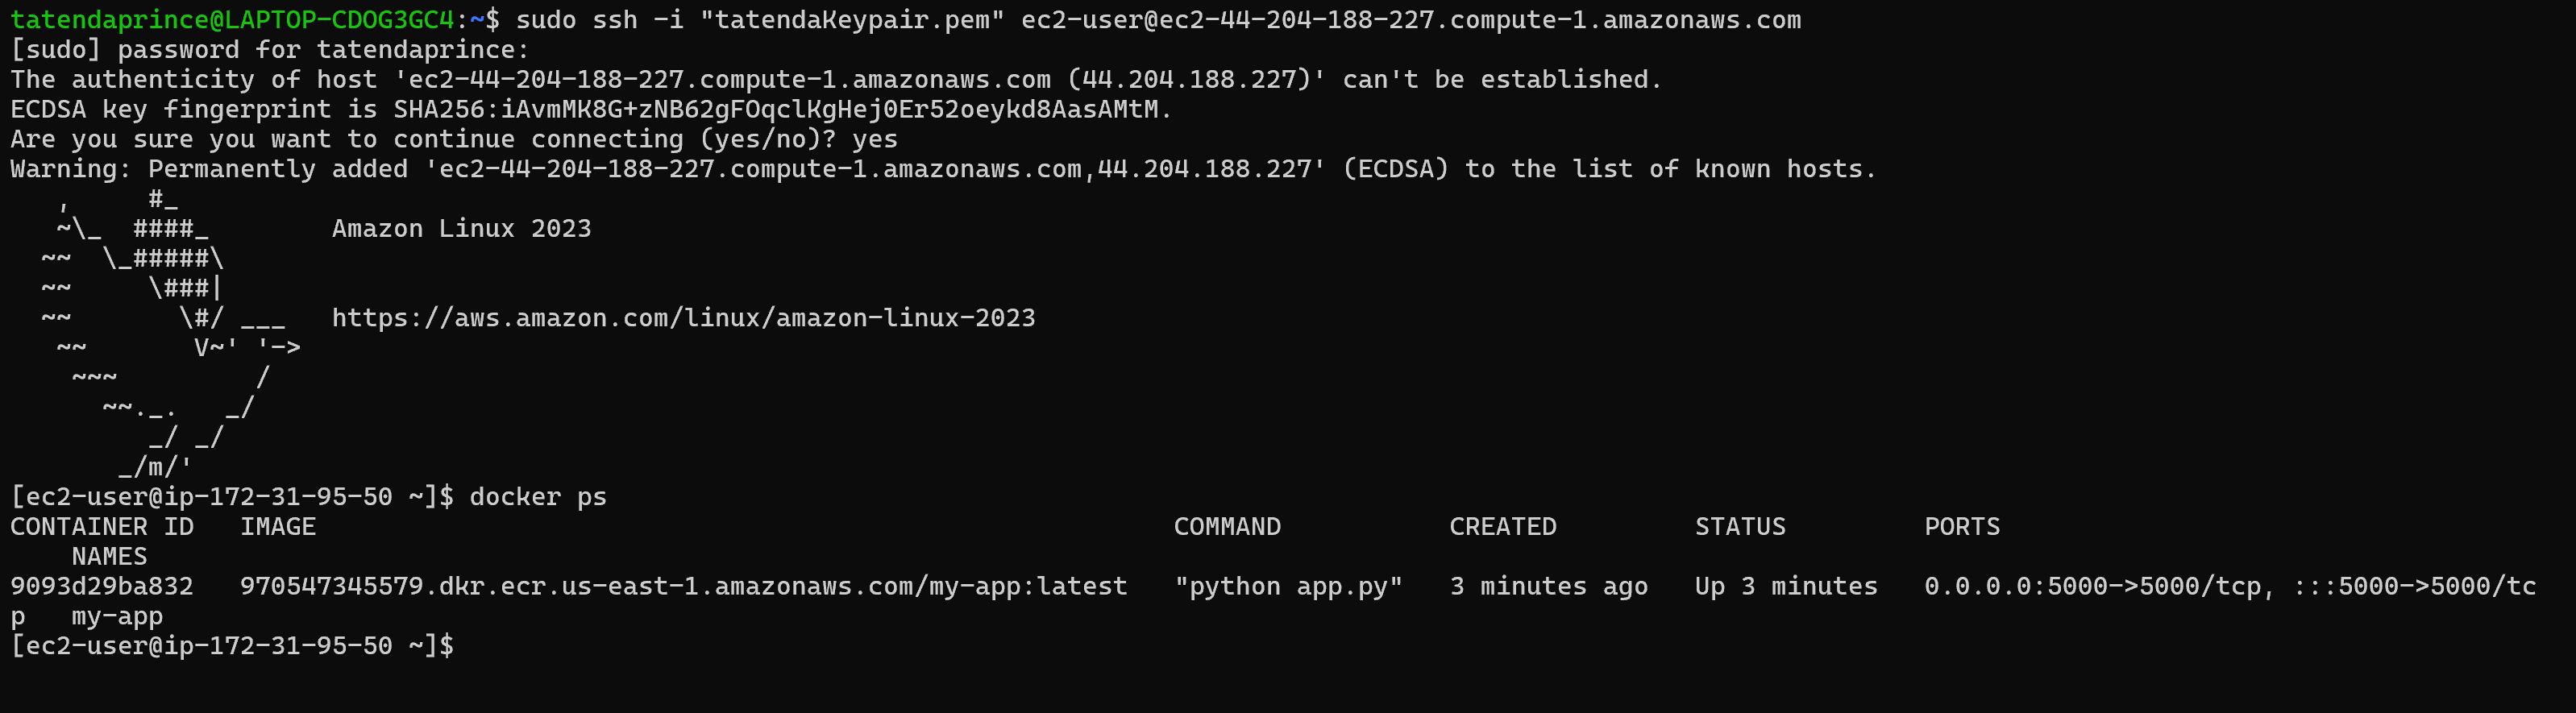 tatendaprince@LAPTOP-CDOG3GC4:~$ sudo ssh -i "tatendaKeypair.pem" ec2-user@ec2-44-204-188-227.compute-1.amazonaws.com
[sudo] password for tatendaprince:
The authenticity of host 'ec2-44-204-188-227.compute-1.amazonaws.com (44.204.188.227)' can't be established.
ECDSA key fingerprint is SHA256:iAvmMK8G+zNB62gFOqclKgHej0Er52oeykd8AasAMtM.
Are you sure you want to continue connecting (yes/no)? yes
Warning: Permanently added 'ec2-44-204-188-227.compute-1.amazonaws.com,44.204.188.227' (ECDSA) to the list of known hosts.
   ,     #_
   ~\_  ####_        Amazon Linux 2023
  ~~  \_#####\
  ~~     \###|
  ~~       \#/ ___   https://aws.amazon.com/linux/amazon-linux-2023
   ~~       V~' '->
    ~~~         /
      ~~._.   _/
         _/ _/
       _/m/'
[ec2-user@ip-172-31-95-50 ~]$ docker ps
CONTAINER ID   IMAGE                                                        COMMAND           CREATED         STATUS         PORTS
    NAMES
9093d29ba832   970547345579.dkr.ecr.us-east-1.amazonaws.com/my-app:latest   "python app.py"   3 minutes ago   Up 3 minutes   0.0.0.0:5000->5000/tcp, :::5000->5000/tc
p   my-app
[ec2-user@ip-172-31-95-50 ~]$